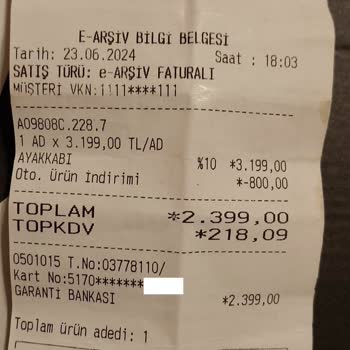 E-ARŞİV BİLGİ BELGESİ
Tarih: 23.06.2024 Saat : 18:03
SATIŞ TÜRÜ: e-ARŞİV FATURALI
MÜŞTERİ VKN:1111****111
A09808C.228.7
1 AD x 3.199,00 TL/AD
AYAKKABI %10 *3.199,00
Oto. Ürün İndirimi *-800,00
TOPLAM *2.399,00
TOPKDV *218,09
0501015 T.No:03778110/
Kart No:5170*******
GARANTİ BANKASI *2.399,00
Toplam ürün adedi: 1